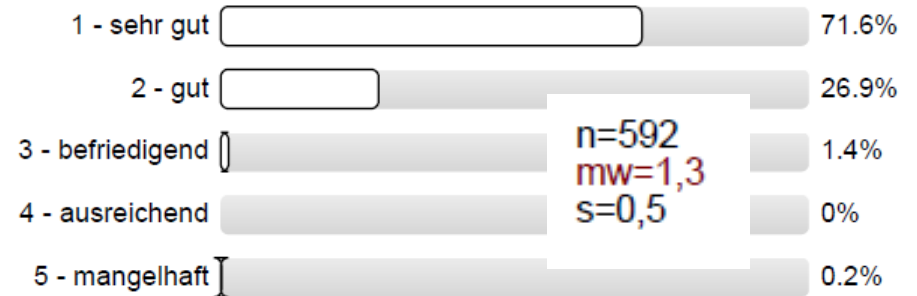 1 - sehr gut 71.6%
2 - gut 26.9%
3 - befriedigend 1.4%
4 - ausreichend 0%
5 - mangelhaft 0.2%
n=592
mw=1,3
s=0,5